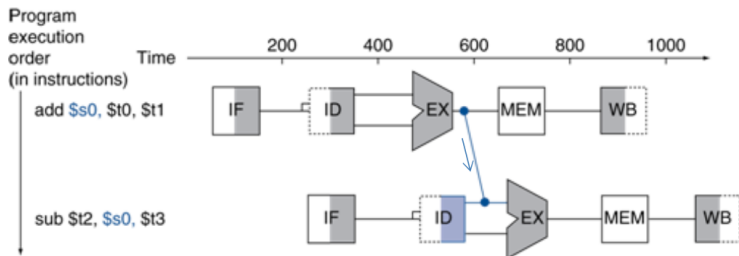 Program
execution
order Time
(in instructions)
200 400 600 800 1000
add $s0, $t0, $t1
IF ID EX MEM WB
sub $t2, $s0, $t3
IF ID EX MEM WB